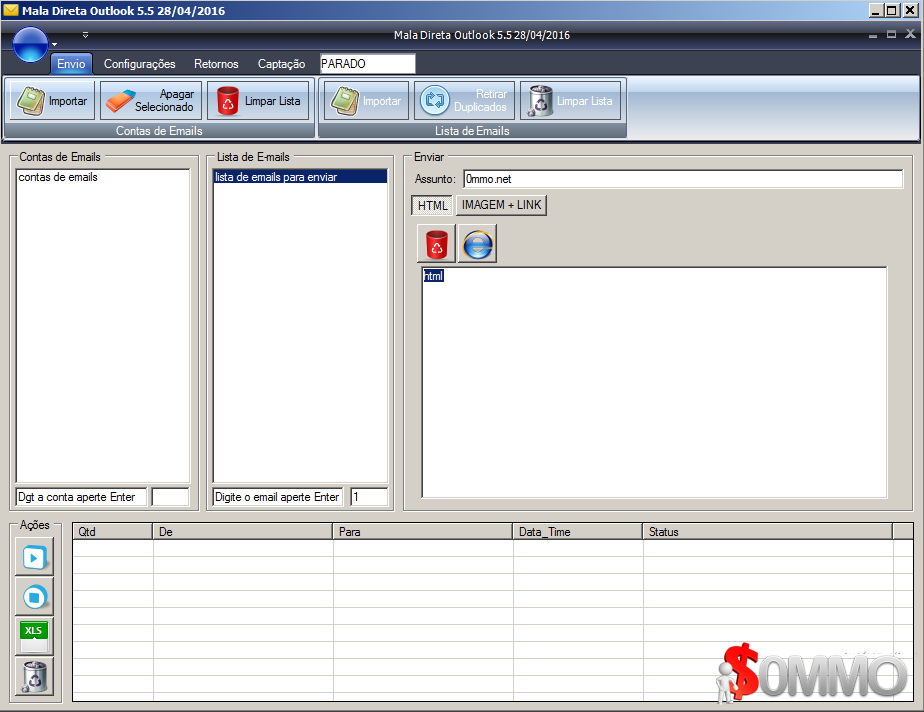 Mala Direta Outlook 5.5 28/04/2016
Mala Direta Outlook 5.5 28/04/2016
Envio Configurações Retornos Captação PARADO
Importar Apagar Selecionado Limpar Lista Importar Retirar Duplicados Limpar Lista
Contas de Emails Lista de Emails
Contas de Emails Lista de E-mails Enviar
contas de emails lista de emails para enviar Assunto: 0mmo.net
HTML IMAGEM + LINK
html
Dgt a conta aperte Enter Digite o email aperte Enter 1
Ações
Qtd De Para Data_Time Status
XLS
$0MMO